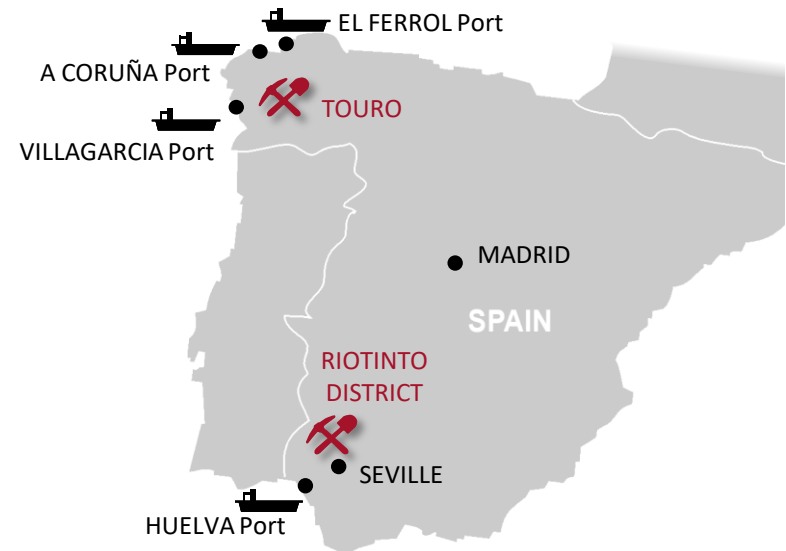 EL FERROL Port
A CORUÑA Port
TOURO
VILLAGARCIA Port
MADRID
SPAIN
RIOTINTO
DISTRICT
SEVILLE
HUELVA Port